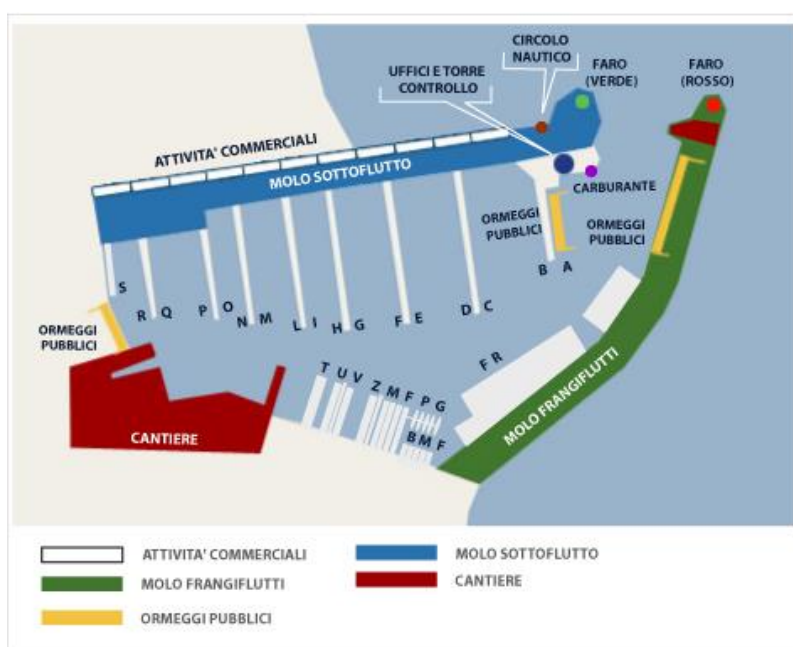 CIRCOLO
NAUTICO
UFFICI E TORRE
CONTROLLO
FARO
(VERDE)
FARO
(ROSSO)
ATTIVITA' COMMERCIALI
MOLO SOTTOFLUTTO
CARBURANTE
ORMEGGI
PUBBLICI
ORMEGGI
PUBBLICI
B A
S
R Q P O N M L I H G F E D C
ORMEGGI
PUBBLICI
CANTIERE
T U V Z M F P G
B M F
F R
MOLO FRANGIFLUTTI
ATTIVITA' COMMERCIALI
MOLO SOTTOFLUTTO
MOLO FRANGIFLUTTI
CANTIERE
ORMEGGI PUBBLICI